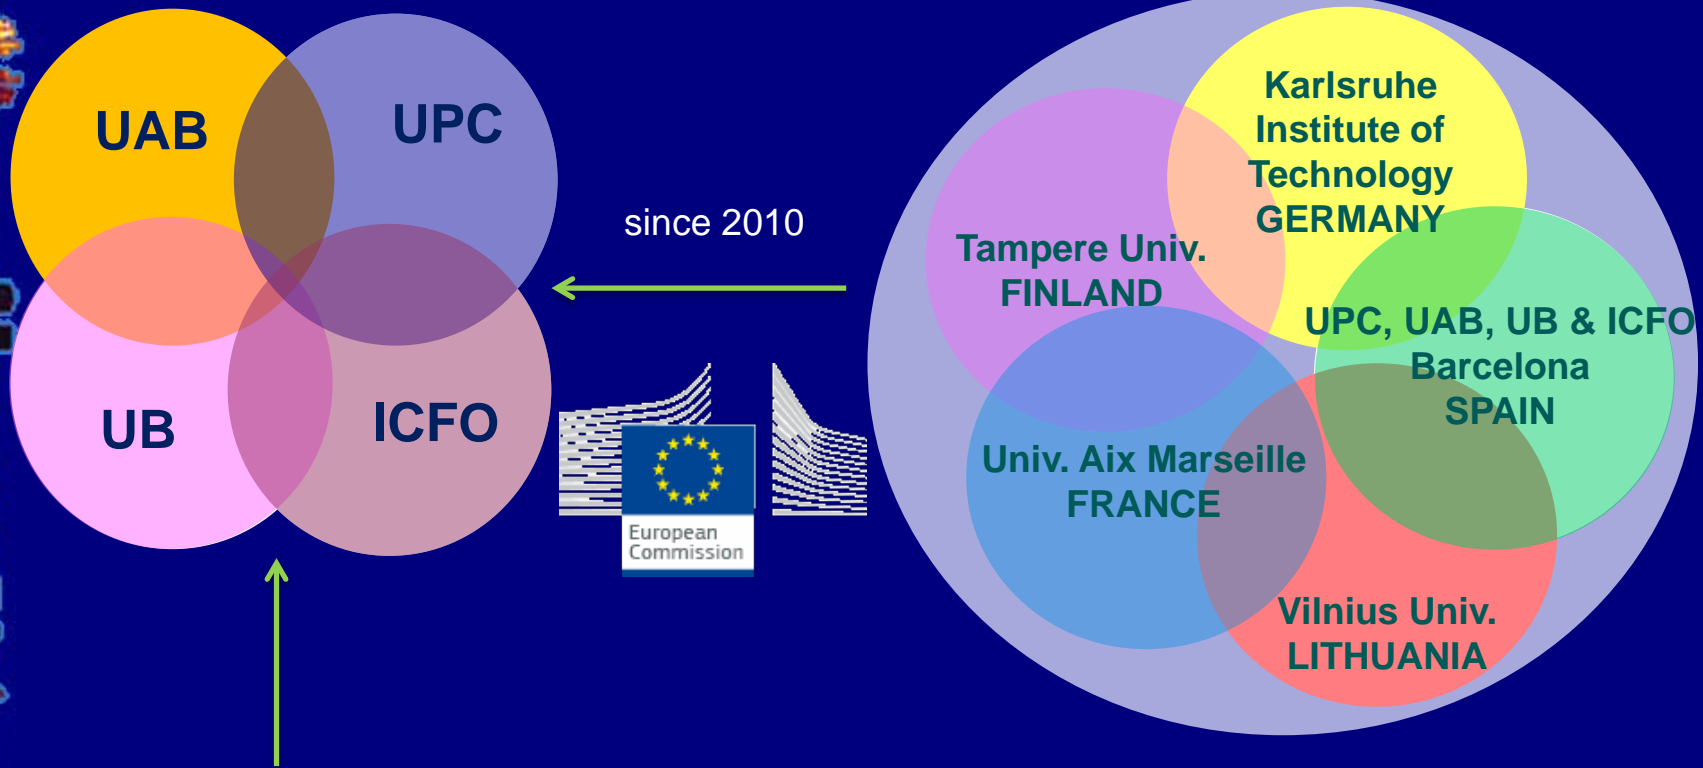 UAB
UPC
UB
ICFO
since 2010
European
Commission
Karlsruhe
Institute of
Technology
GERMANY
Tampere Univ.
FINLAND
UPC, UAB, UB & ICFO
Barcelona
SPAIN
Univ. Aix Marseille
FRANCE
Vilnius Univ.
LITHUANIA